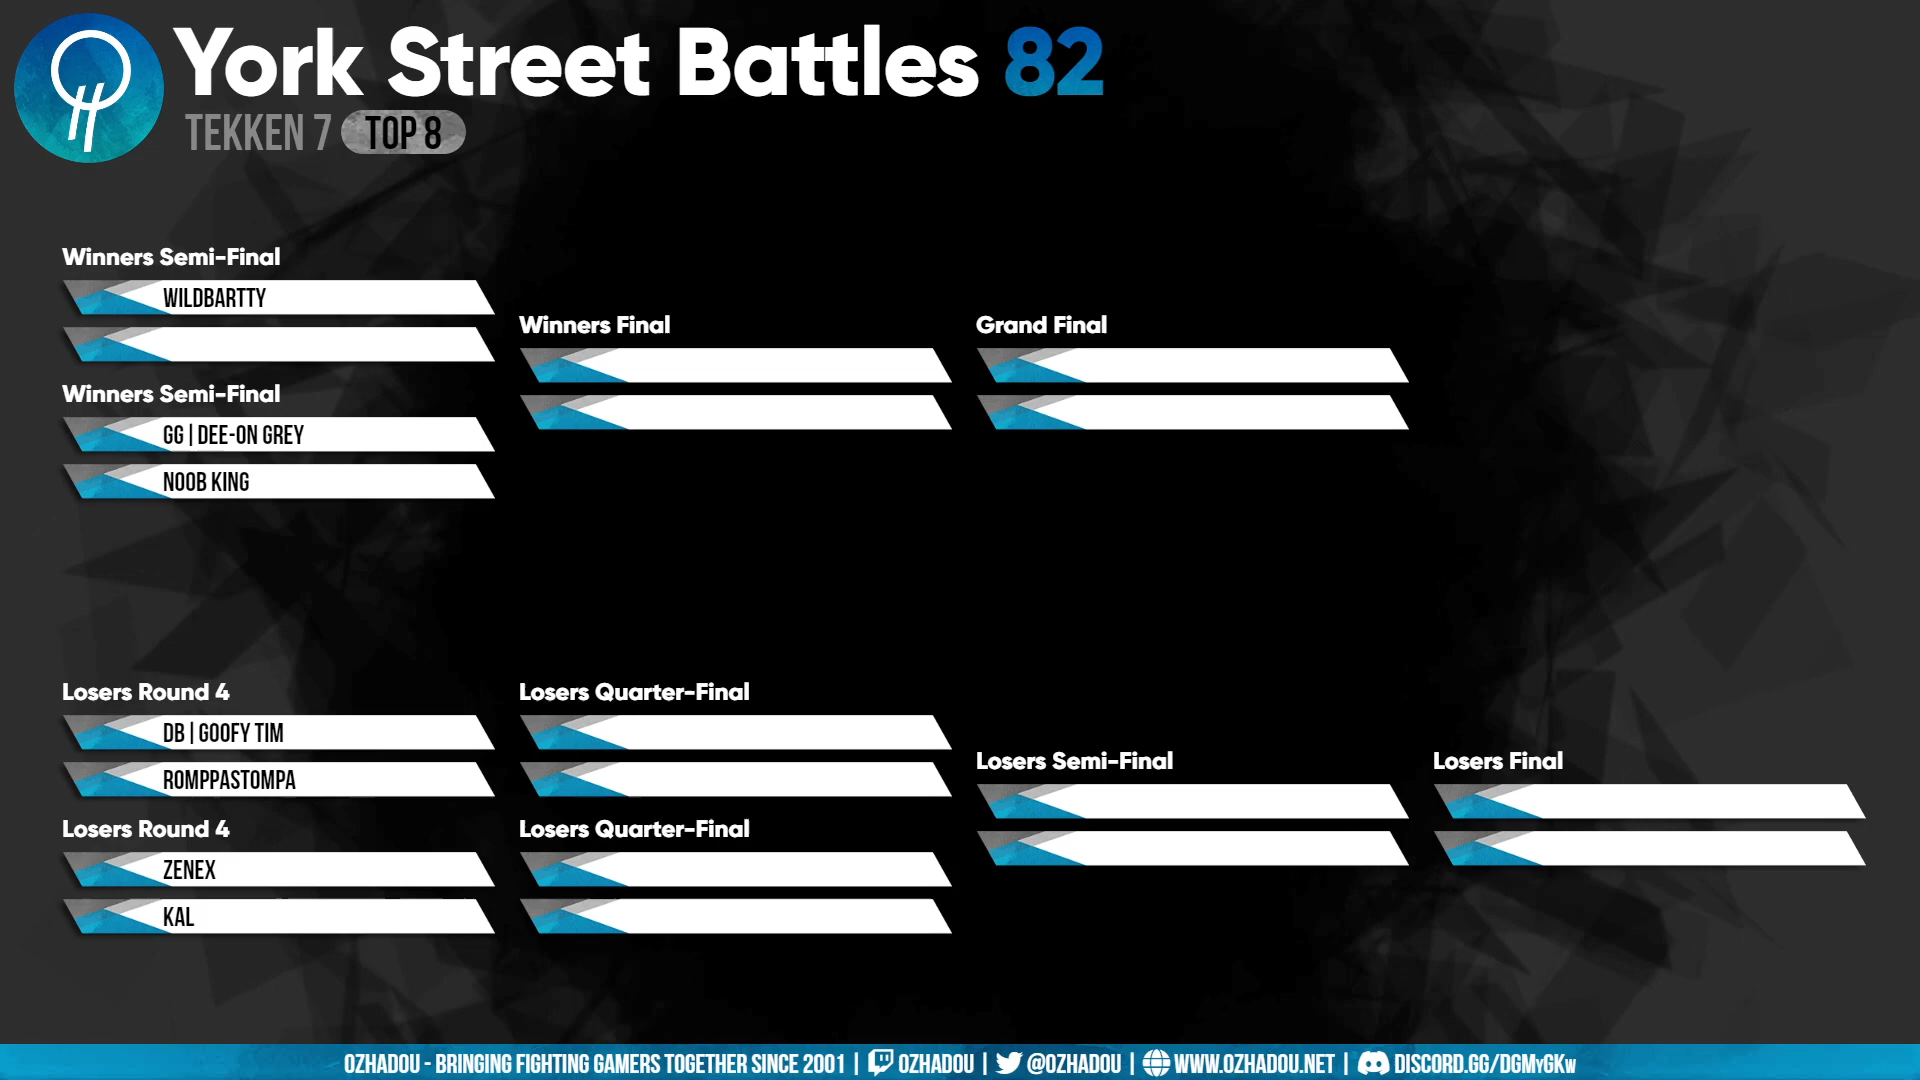 York Street Battles 82
TEKKEN 7 TOP 8
Winners Semi-Final
WILDBARTTY
Winners Semi-Final
GG | DEE-ON GREY
NOOB KING
Winners Final
Grand Final
Losers Round 4
DB | GOOFY TIM
ROMPPASTOMPA
Losers Round 4
ZENEX
KAL
Losers Quarter-Final
Losers Quarter-Final
Losers Semi-Final
Losers Final
OZHADOU - BRINGING FIGHTING GAMERS TOGETHER SINCE 2001 | OZHADOU | @OZHADOU | WWW.OZHADOU.NET | DISCORD.GG/DGMyGKw